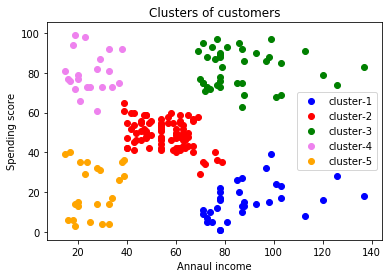 Clusters of customers
Spending score
100
80
60
40
20
0
cluster-1
cluster-2
cluster-3
cluster-4
cluster-5
20
40
60
80
100
120
140
Annaul income